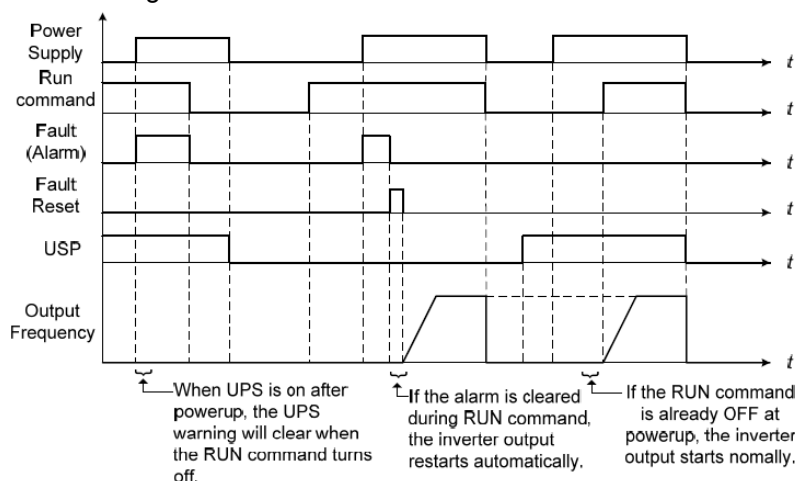 Power
Supply
t
Run
command
t
Fault
(Alarm)
t
Fault
Reset
t
USP
t
Output
Frequency
t
When UPS is on after
powerup, the UPS
warning will clear when
the RUN command turns
off.
If the alarm is cleared
during RUN command,
the inverter output
restarts automatically.
If the RUN command
is already OFF at
powerup, the inverter
output starts nomally.